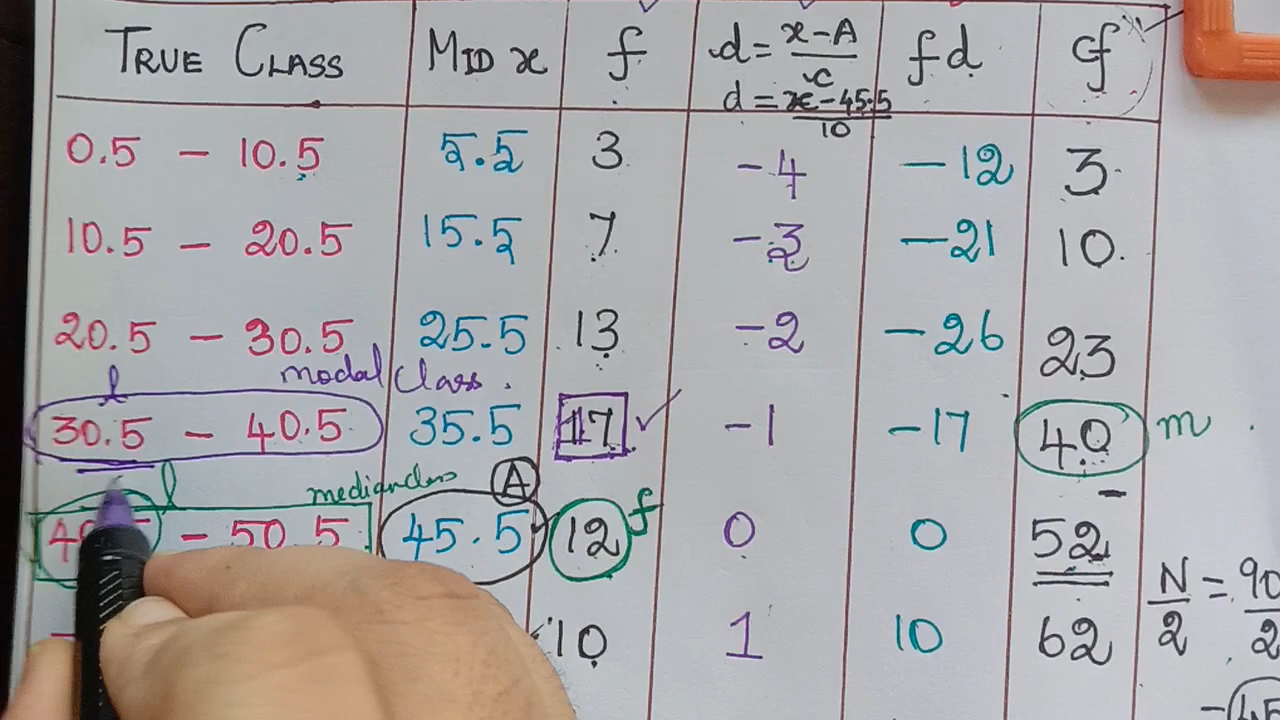 TRUE CLASS MID x f d = x-A/C fd cf
d = x-45.5/10
0.5 - 10.5 5.5 3 -4 -12 3
10.5 - 20.5 15.5 7 -3 -21 10
20.5 - 30.5 25.5 13 -2 -26 23
l modal class.
30.5 - 40.5 35.5 17 ✓ -1 -17 40 m
l median class A
- 50.5 45.5 12 f 0 0 52
10 1 10 62
N/2 = 90/2